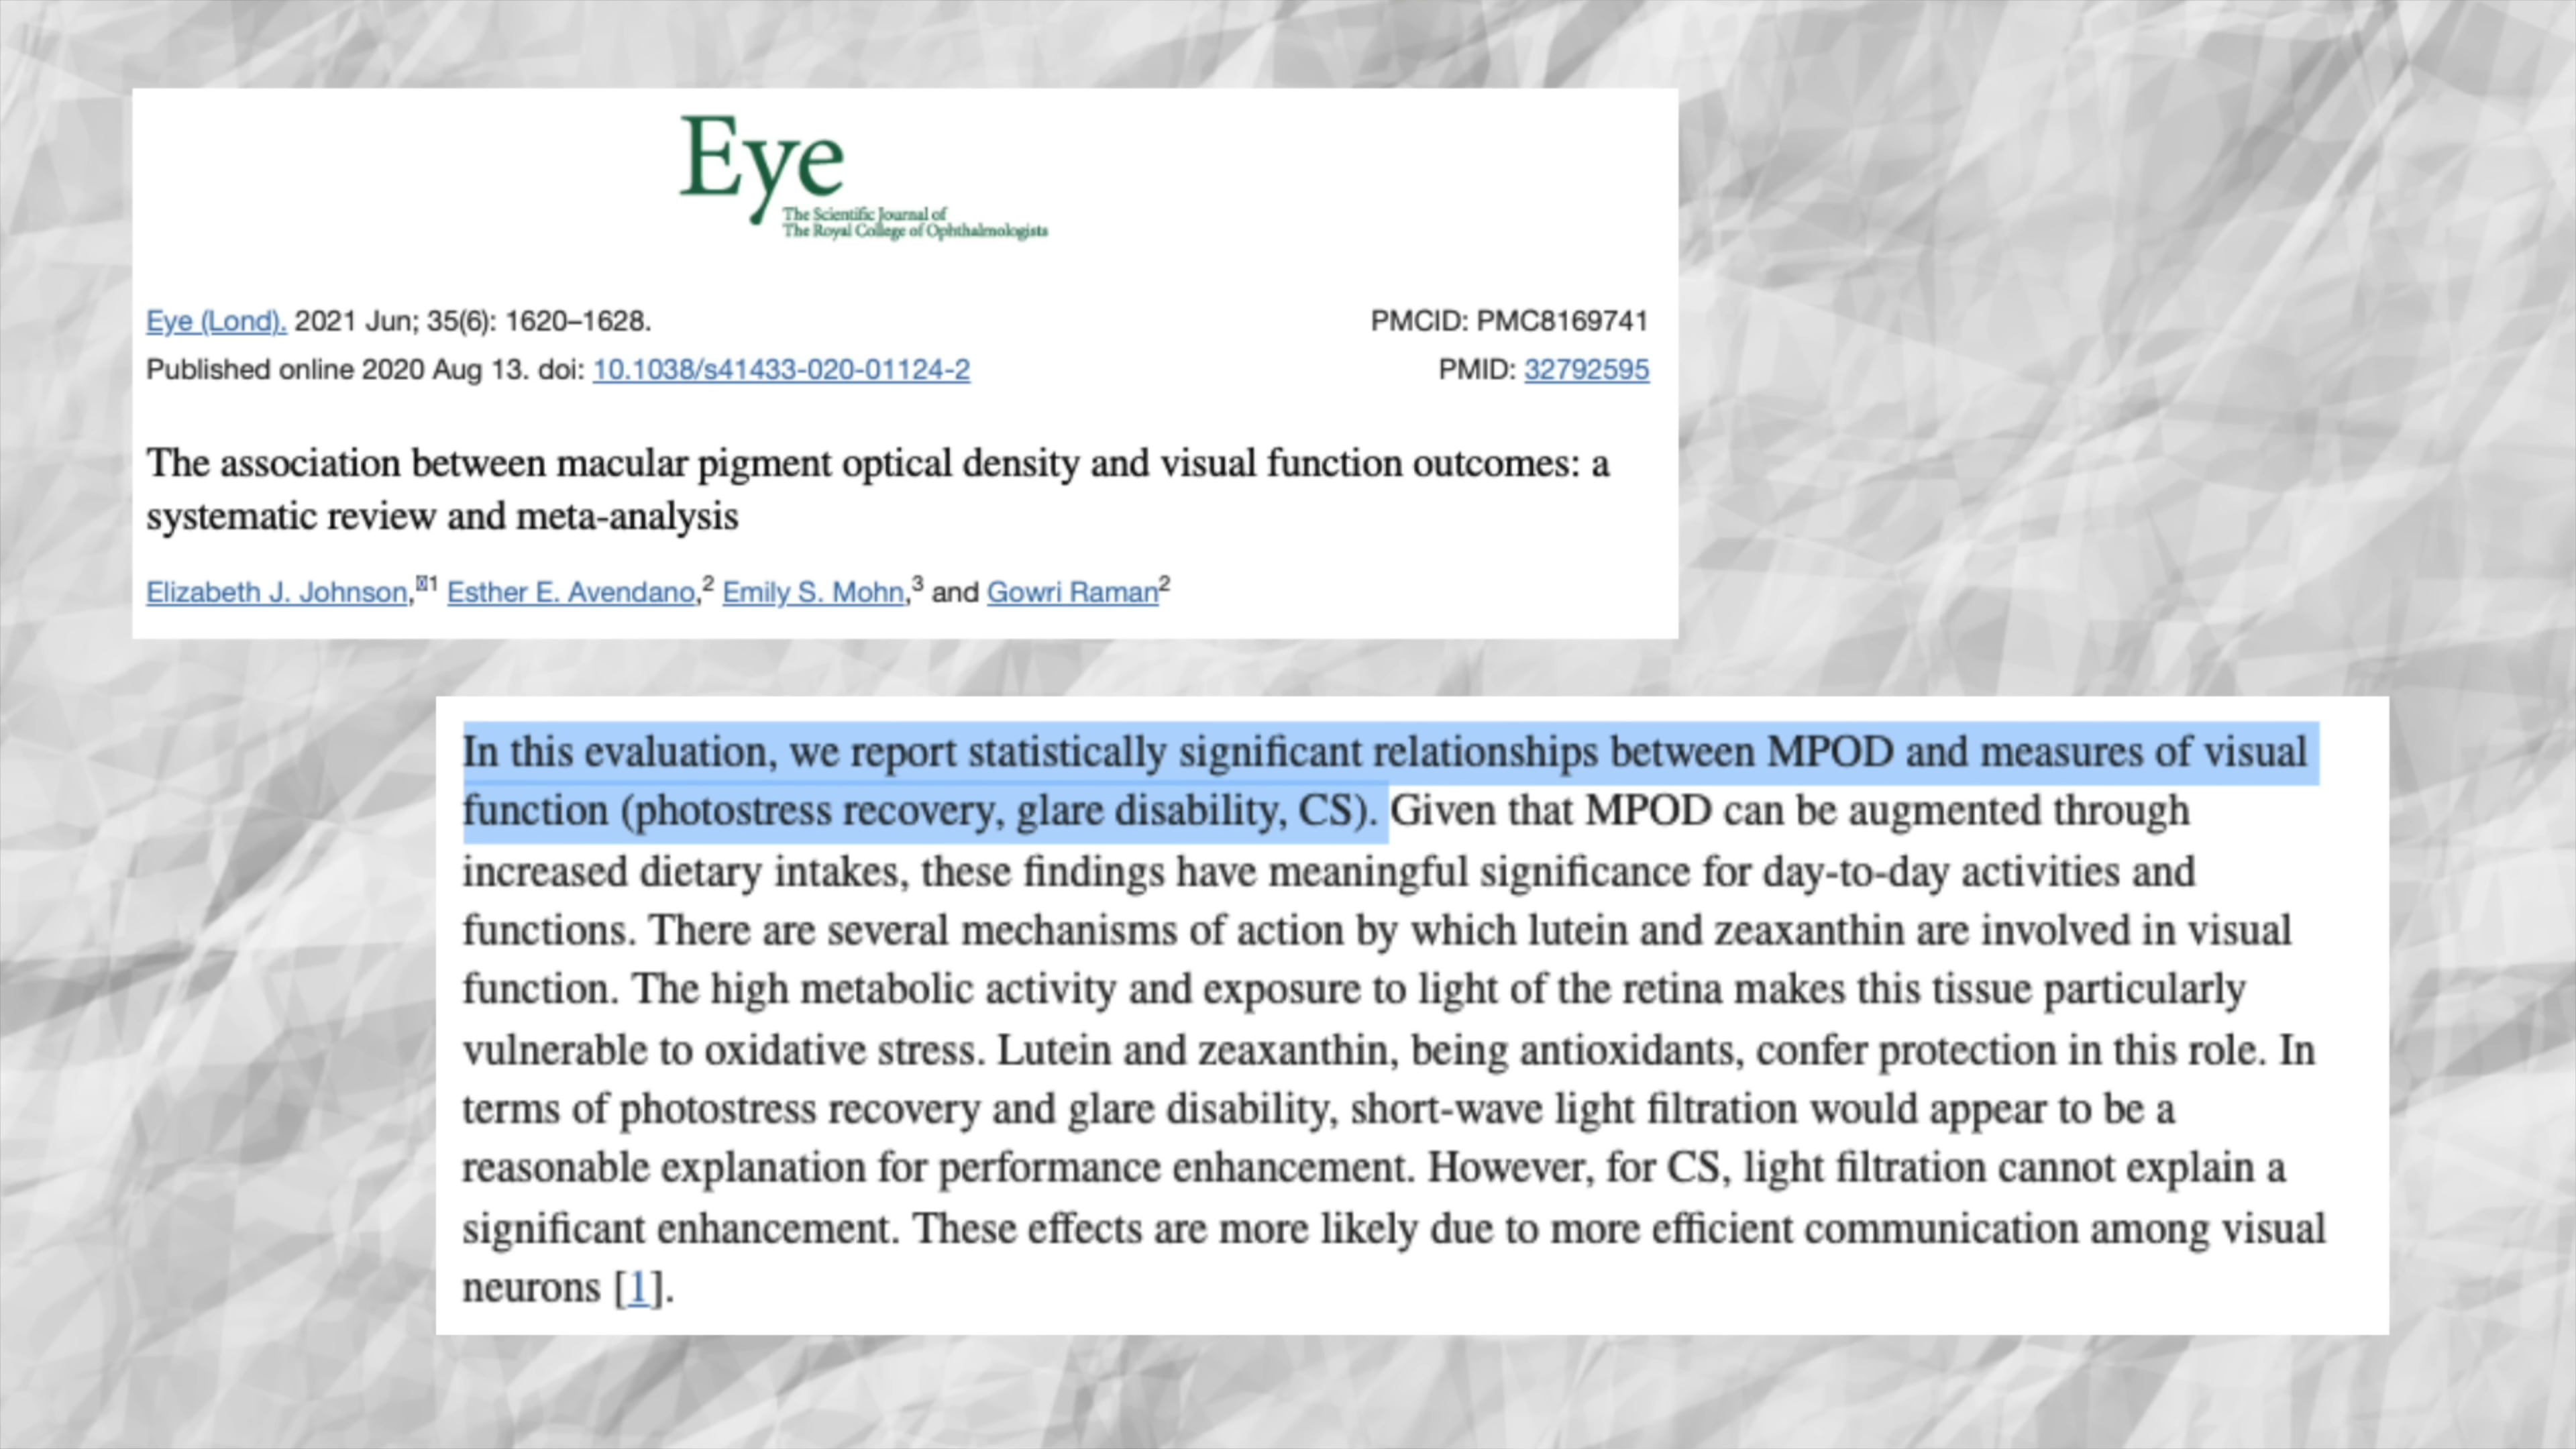 Eye
The Scientific Journal of
The Royal College of Ophthalmologists
Eye (Lond). 2021 Jun; 35(6): 1620–1628.
PMCID: PMC8169741
Published online 2020 Aug 13. doi: 10.1038/s41433-020-01124-2
PMID: 32792595
The association between macular pigment optical density and visual function outcomes: a
systematic review and meta-analysis
Elizabeth J. Johnson,1 Esther E. Avendano,2 Emily S. Mohn,3 and Gowri Raman2
In this evaluation, we report statistically significant relationships between MPOD and measures of visual
function (photostress recovery, glare disability, CS). Given that MPOD can be augmented through
increased dietary intakes, these findings have meaningful significance for day-to-day activities and
functions. There are several mechanisms of action by which lutein and zeaxanthin are involved in visual
function. The high metabolic activity and exposure to light of the retina makes this tissue particularly
vulnerable to oxidative stress. Lutein and zeaxanthin, being antioxidants, confer protection in this role. In
terms of photostress recovery and glare disability, short-wave light filtration would appear to be a
reasonable explanation for performance enhancement. However, for CS, light filtration cannot explain a
significant enhancement. These effects are more likely due to more efficient communication among visual
neurons [1].